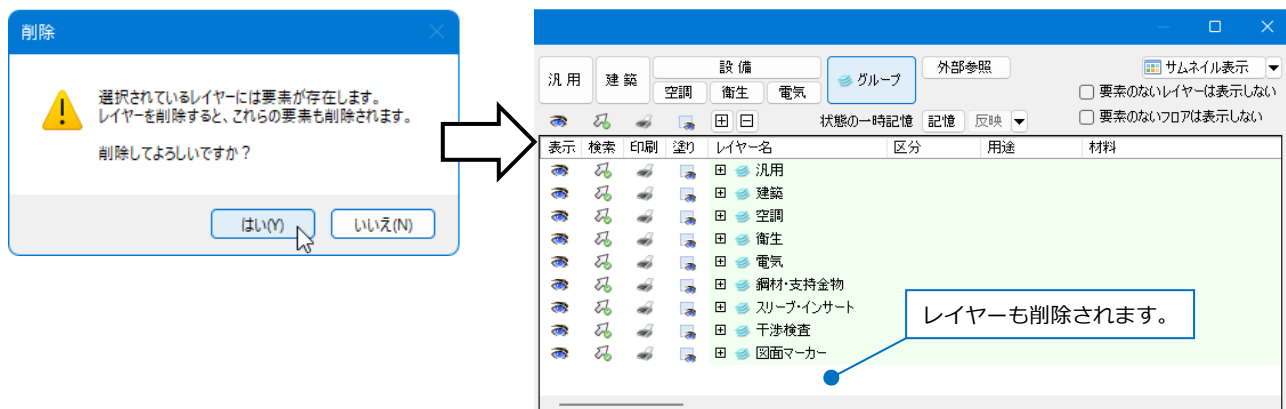 削除
選択されているレイヤーには要素が存在します。
レイヤーを削除すると、これらの要素も削除されます。
削除してよろしいですか？
はい(Y) いいえ(N)
汎用 建築 設備 グループ 外部参照 サムネイル表示
空調 衛生 電気
要素のないレイヤーは表示しない
状態の一時記憶 記憶 反映 要素のないフロアは表示しない
表示 検索 印刷 塗り レイヤー名 区分 用途 材料
汎用
建築
空調
衛生
電気
鋼材･支持金物
スリーブ･インサート
干渉検査
図面マーカー
レイヤーも削除されます。